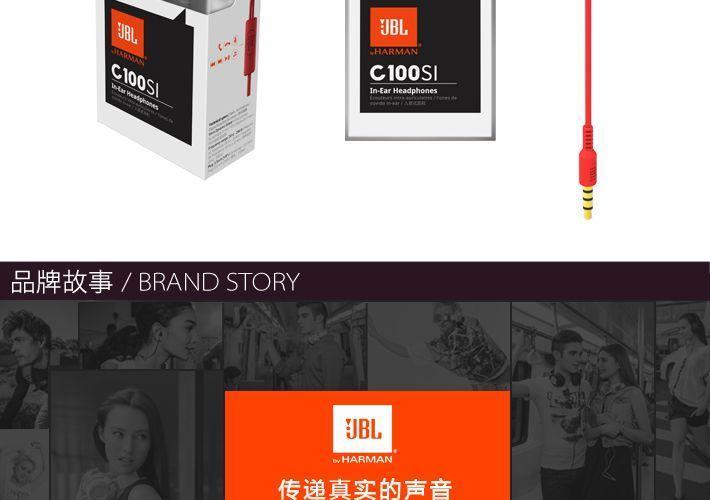 JBL
by HARMAN
C100SI
In-Ear Headphones
JBL
by HARMAN
C100SI
In-Ear Headphones
Écouteurs intra-auriculaires / Fones de
ouvido in-ear / 入耳式耳机
品牌故事 / BRAND STORY
JBL
by HARMAN
传递真实的声音